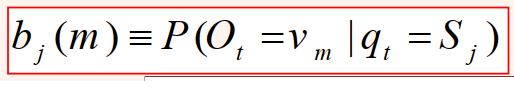 b_j(m) ≡ P(O_t = v_m | q_t = S_j)